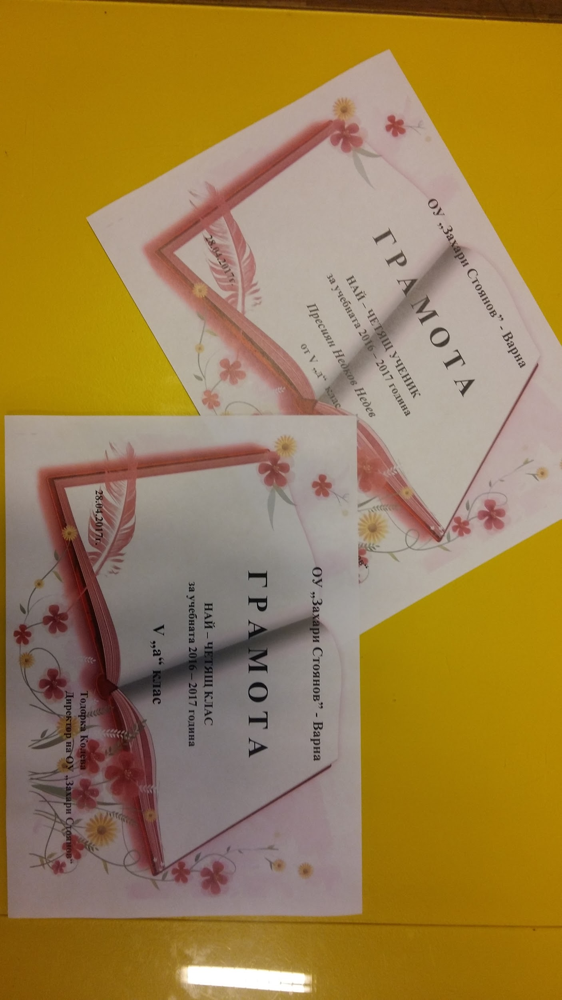 ОУ „Захари Стоянов” - Варна
ГРАМОТА
НАЙ – ЧЕТЯЩ УЧЕНИК
за учебната 2016 – 2017 година
Пресиян Недков Недев
от V „д“ клас
28.04.2017г.
ов“
ОУ „Захари Стоянов” - Варна
ГРАМОТА
НАЙ – ЧЕТЯЩ КЛАС
за учебната 2016 – 2017 година
V „а“ клас
28.04.2017г.
Тодорка Колева
Директор на ОУ „Захари Стоянов“